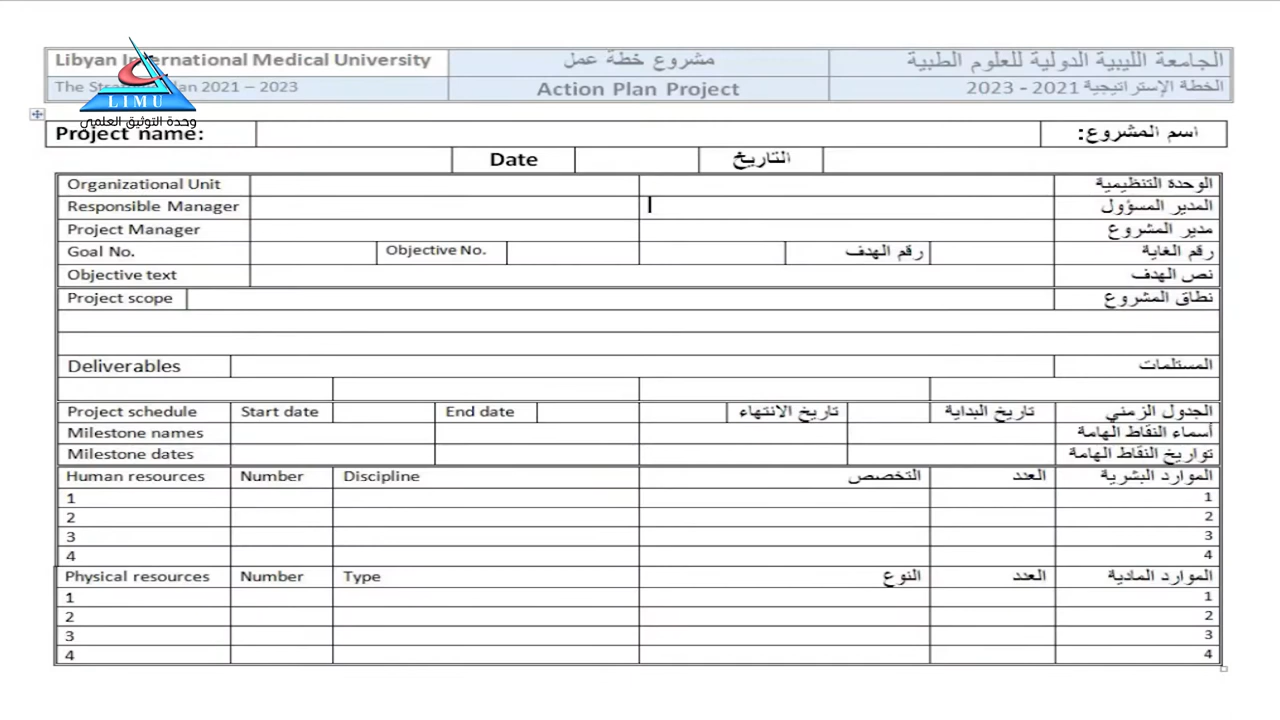 Libyan International Medical University مشروع خطة عمل الجامعة الليبية الدولية للعلوم الطبية
The Strategic Plan 2021 – 2023 Action Plan Project الخطة الإستراتيجية 2021 - 2023
LIMU
وحدة التوثيق العلمي
Project name: اسم المشروع:
Date التاريخ
Organizational Unit الوحدة التنظيمية
Responsible Manager المدير المسؤول
Project Manager مدير المشروع
Goal No. Objective No. رقم الهدف رقم الغاية
Objective text نص الهدف
Project scope نطاق المشروع
Deliverables المستلمات
Project schedule Start date End date تاريخ الانتهاء تاريخ البداية الجدول الزمني
Milestone names أسماء النقاط الهامة
Milestone dates تواريخ النقاط الهامة
Human resources Number Discipline التخصص العدد الموارد البشرية
1 1
2 2
3 3
4 4
Physical resources Number Type النوع العدد الموارد المادية
1 1
2 2
3 3
4 4